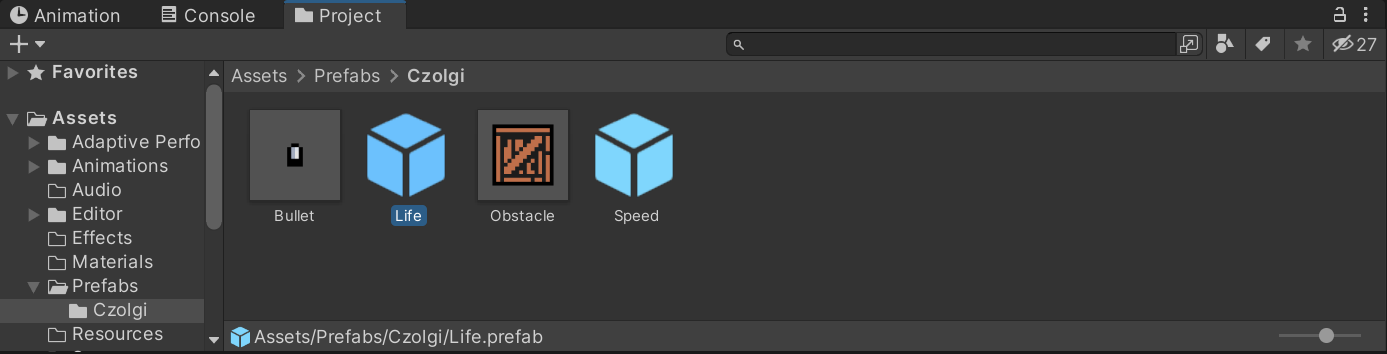 Animation Console Project
27
Favorites
Assets > Prefabs > Czolgi
Assets
Adaptive Perfo
Animations
Audio
Editor
Effects
Materials
Prefabs
Czolgi
Resources
Bullet Life Obstacle Speed
Assets/Prefabs/Czolgi/Life.prefab